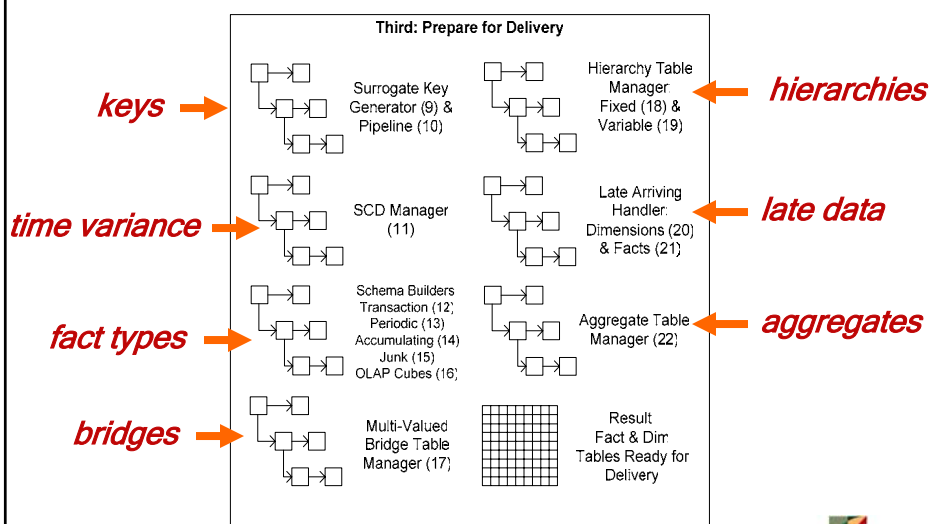 Third: Prepare for Delivery
keys
Surrogate Key
Generator (9) &
Pipeline (10)
Hierarchy Table
Manager:
Fixed (18) &
Variable (19)
hierarchies
time variance
SCD Manager
(11)
Late Arriving
Handler:
Dimensions (20)
& Facts (21)
late data
fact types
Schema Builders
Transaction (12)
Periodic (13)
Accumulating (14)
Junk (15)
OLAP Cubes (16)
Aggregate Table
Manager (22)
aggregates
bridges
Multi-Valued
Bridge Table
Manager (17)
Result
Fact & Dim
Tables Ready for
Delivery